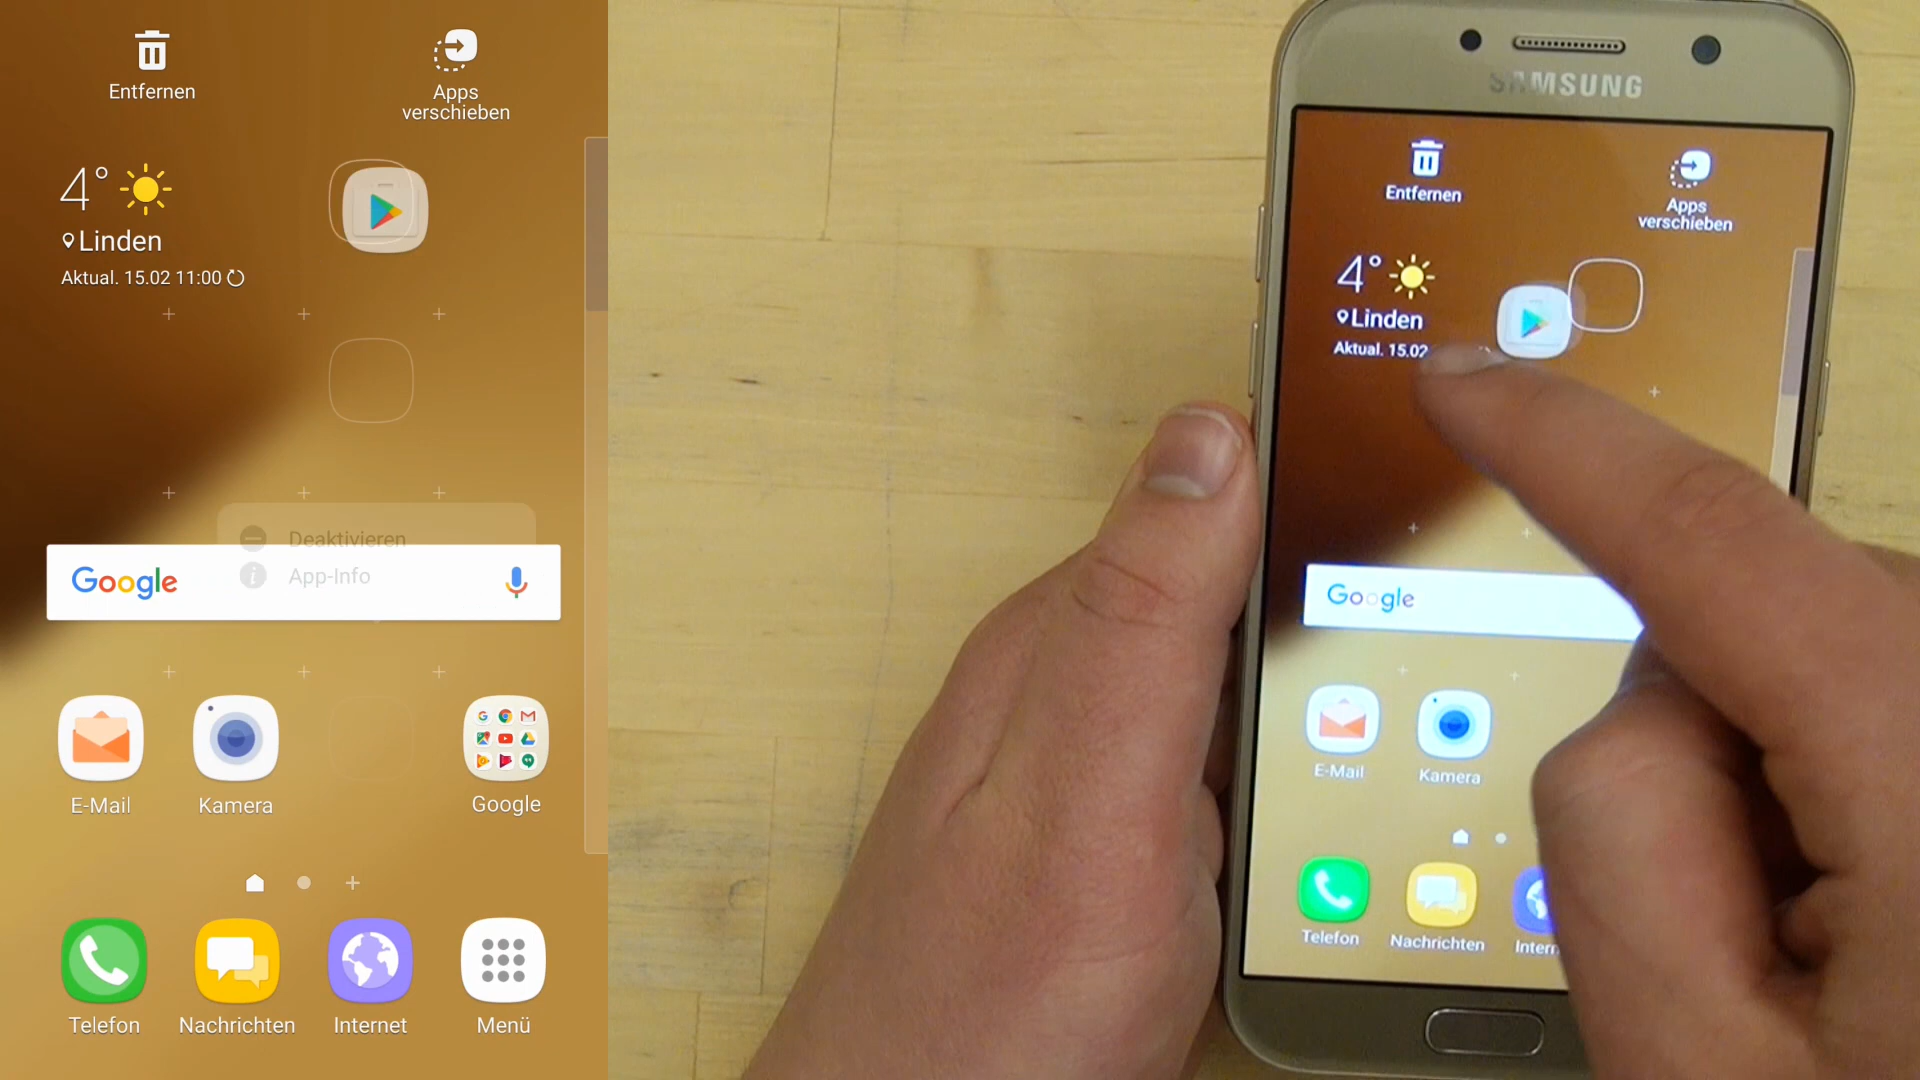 Entfernen
Apps
verschieben
4°
Linden
Aktual. 15.02 11:00
Deaktivieren
App-Info
Google
E-Mail
Kamera
Google
Telefon
Nachrichten
Internet
Menü
SAMSUNG
Entfernen
Apps
verschieben
4°
Linden
Aktual. 15.02
Google
E-Mail
Kamera
Telefon
Nachrichten
Intern